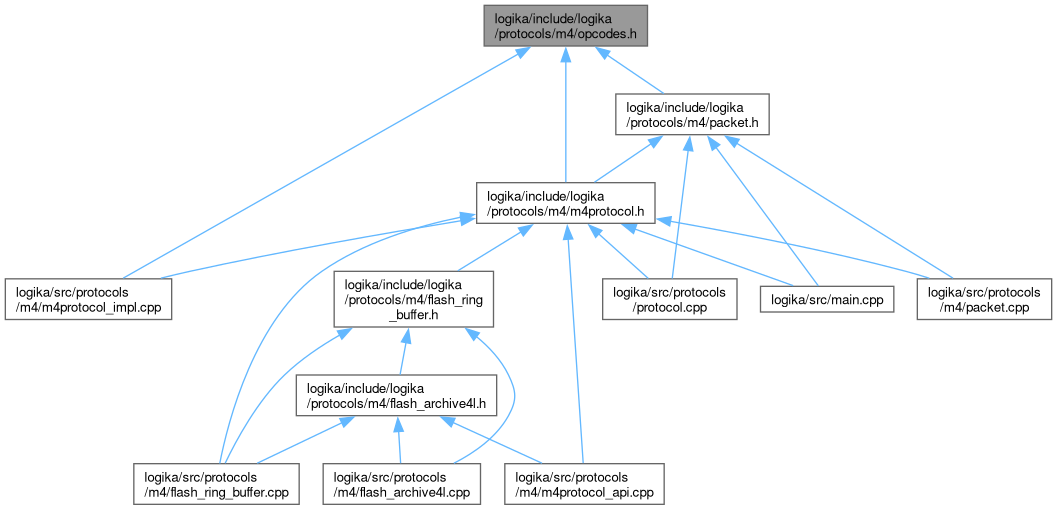 logika/include/logika
/protocols/m4/opcodes.h
logika/include/logika
/protocols/m4/packet.h
logika/include/logika
/protocols/m4/m4protocol.h
logika/src/protocols
/m4/m4protocol_impl.cpp
logika/include/logika
/protocols/m4/flash_ring
_buffer.h
logika/src/protocols
/protocol.cpp
logika/src/main.cpp
logika/src/protocols
/m4/packet.cpp
logika/include/logika
/protocols/m4/flash_archive4l.h
logika/src/protocols
/m4/flash_ring_buffer.cpp
logika/src/protocols
/m4/flash_archive4l.cpp
logika/src/protocols
/m4/m4protocol_api.cpp